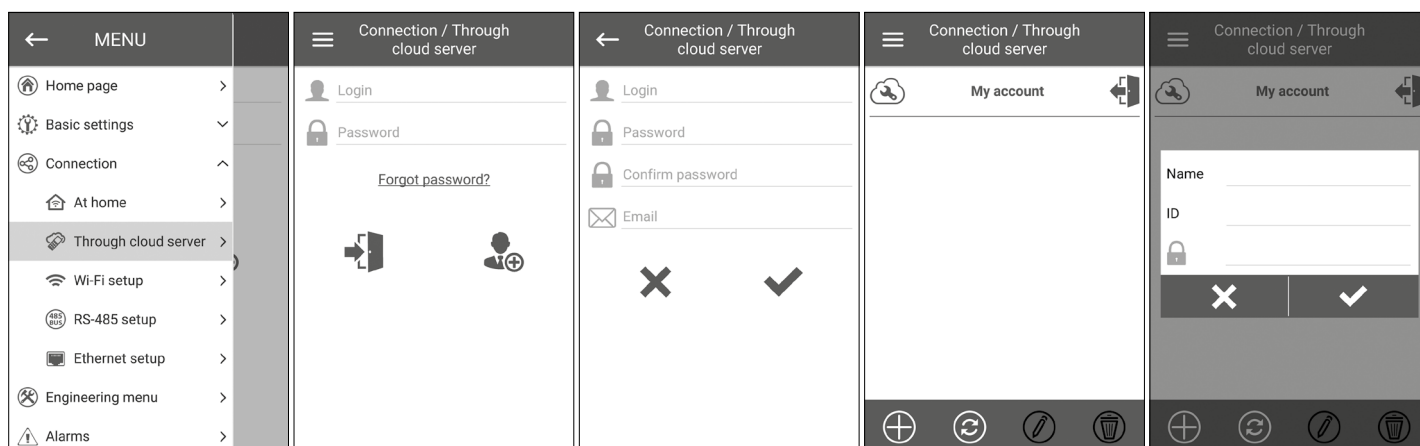 MENU
Home page
Basic settings
Connection
At home
Through cloud server
Wi-Fi setup
485
BUS
RS-485 setup
Ethernet setup
Engineering menu
Alarms
Connection / Through
cloud server
Login
Password
Forgot password?
Connection / Through
cloud server
Login
Password
Confirm password
Email
Connection / Through
cloud server
My account
Connection / Through
cloud server
My account
Name
ID